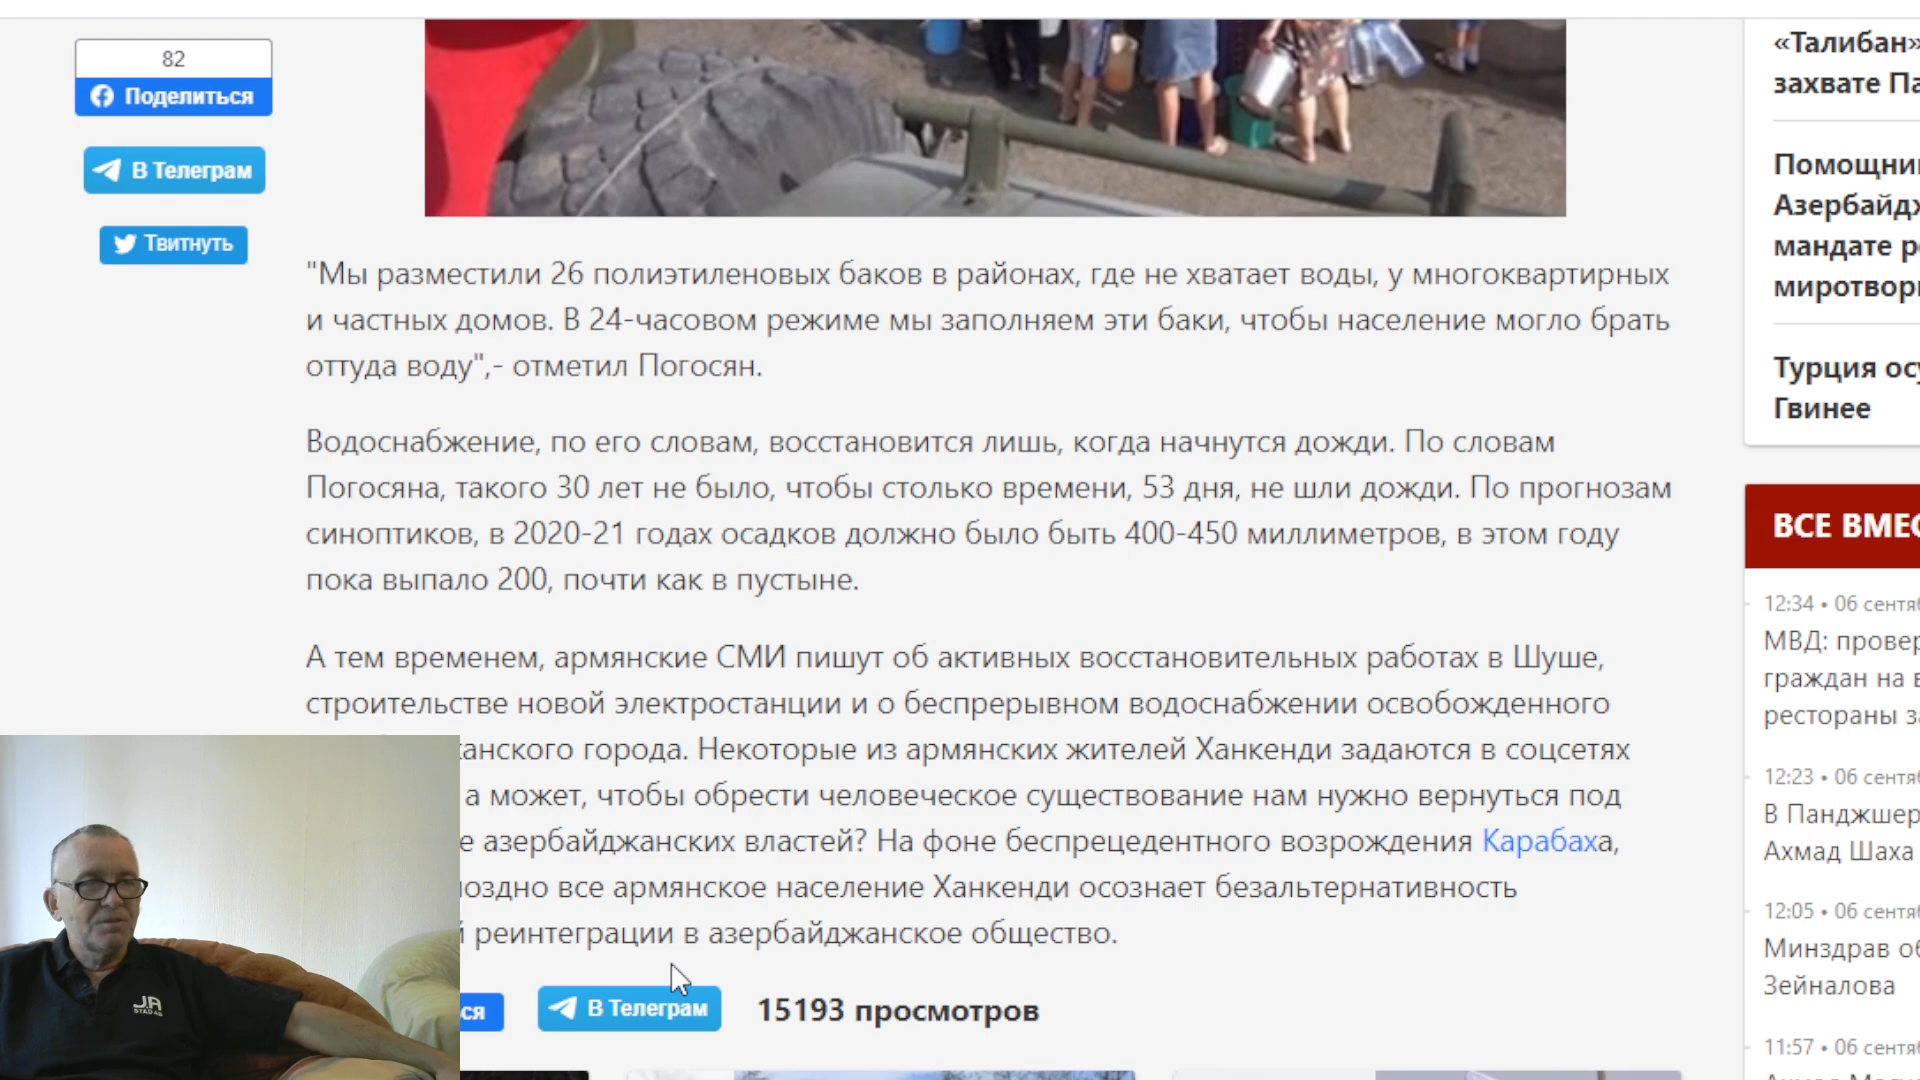 82
Поделиться
В Телеграм
Твитнуть
"Мы разместили 26 полиэтиленовых баков в районах, где не хватает воды, у многоквартирных
и частных домов. В 24-часовом режиме мы заполняем эти баки, чтобы население могло брать
оттуда воду",- отметил Погосян.
Водоснабжение, по его словам, восстановится лишь, когда начнутся дожди. По словам
Погосяна, такого 30 лет не было, чтобы столько времени, 53 дня, не шли дожди. По прогнозам
синоптиков, в 2020-21 годах осадков должно было быть 400-450 миллиметров, в этом году
пока выпало 200, почти как в пустыне.
А тем временем, армянские СМИ пишут об активных восстановительных работах в Шуше,
строительстве новой электростанции и о беспрерывном водоснабжении освобожденного
города. Некоторые из армянских жителей Ханкенди задаются в соцсетях
а может, чтобы обрести человеческое существование нам нужно вернуться под
е азербайджанских властей? На фоне беспрецедентного возрождения Карабаха,
поздно все армянское население Ханкенди осознает безальтернативность
й реинтеграции в азербайджанское общество.
ся
В Телеграм
15193 просмотров
«Талибан»
захвате Па
Помощни
Азербайдж
мандате р
миротвор
Турция ос
Гвинее
ВСЕ ВМЕС
12:34 • 06 сентя
МВД: провер
граждан на в
рестораны за
12:23 • 06 сентя
В Панджшер
Ахмад Шаха
12:05 • 06 сентя
Минздрав об
Зейналова
11:57 • 06 сентя
J.A